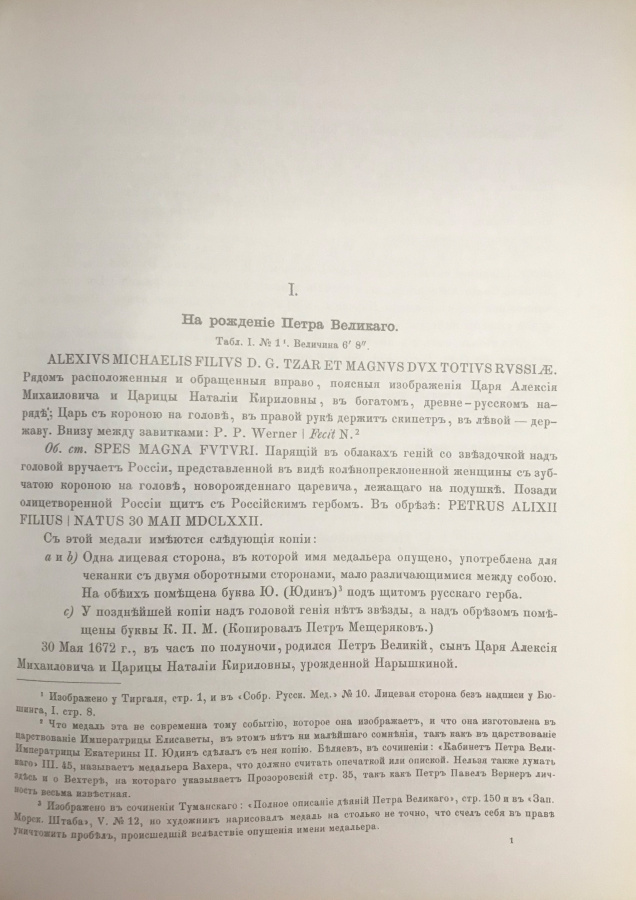 I.
На рожденіе Петра Великаго.
Табл. I. № 1¹. Величина 6′ 8″.
ALEXIVS MICHAELIS FILIVS D. G. TZAR ET MAGNVS DVX TOTIVS RVSSIÆ.
Рядомъ расположенныя и обращенныя вправо, поясныя изображенія Царя Алексія
Михаиловича и Царицы Наталіи Кириловны, въ богатомъ, древне-русскомъ на-
рядѣ; Царь съ короною на головѣ, въ правой рукѣ держитъ скипетръ, въ лѣвой — дер-
жаву. Внизу между завитками: P. P. Werner | Fecit N.²
Об. ст. SPES MAGNA FVTVRI. Парящій въ облакахъ геній со звѣздочкой надъ
головой вручаетъ Россіи, представленной въ видѣ колѣнопреклоненной женщины съ зуб-
чатою короною на головѣ, новорожденнаго царевича, лежащаго на подушкѣ. Позади
олицетворенной Россіи щитъ съ Россійскимъ гербомъ. Въ обрѣзѣ: PETRUS ALIXII
FILIUS | NATUS 30 MAII MDCLXXII.
Съ этой медали имѣются слѣдующія копіи:
a и b) Одна лицевая сторона, въ которой имя медальера опущено, употреблена для
чеканки съ двумя оборотными сторонами, мало различающимися между собою.
На обѣихъ помѣщена буква Ю. (Юдинъ)³ подъ щитомъ русскаго герба.
c) У позднѣйшей копіи надъ головой генія нѣтъ звѣзды, а надъ обрѣзомъ помѣ-
щены буквы К. П. М. (Копировалъ Петръ Мещеряковъ.)
30 Мая 1672 г., въ часъ по полуночи, родился Петръ Великій, сынъ Царя Алексія
Михаиловича и Царицы Наталіи Кириловны, урожденной Нарышкиной.
¹ Изображено у Тиргаля, стр. 1, и въ «Собр. Русск. Мед.» № 10. Лицевая сторона безъ надписи у Бю-
шинга, I. стр. 8.
² Что медаль эта не современна тому событію, которое она изображаетъ, и что она изготовлена въ
царствованіе Императрицы Елисаветы, въ этомъ нѣтъ ни малѣйшаго сомнѣнія, такъ какъ въ царствованіе
Императрицы Екатерины II. Юдинъ сдѣлалъ съ нея копію. Бѣляевъ, въ сочиненіи: «Кабинетъ Петра Вели-
каго» III. 45, называетъ медальера Вахера, что должно считать опечаткой или опиской. Нельзя также думать
здѣсь и о Вехтерѣ, на котораго указываетъ Прозоровскій стр. 35, такъ какъ Петръ Павелъ Вернеръ лич-
ность весьма извѣстная.
³ Изображено въ сочиненіи Туманскаго: «Полное описаніе дѣяній Петра Великаго», стр. 150 и въ «Зап.
Морск. Штаба», V. № 12, но художникъ нарисовалъ медаль на столько не точно, что счелъ себя въ правѣ
уничтожить пробѣлъ, происшедшій вслѣдствіе опущенія имени медальера.
1